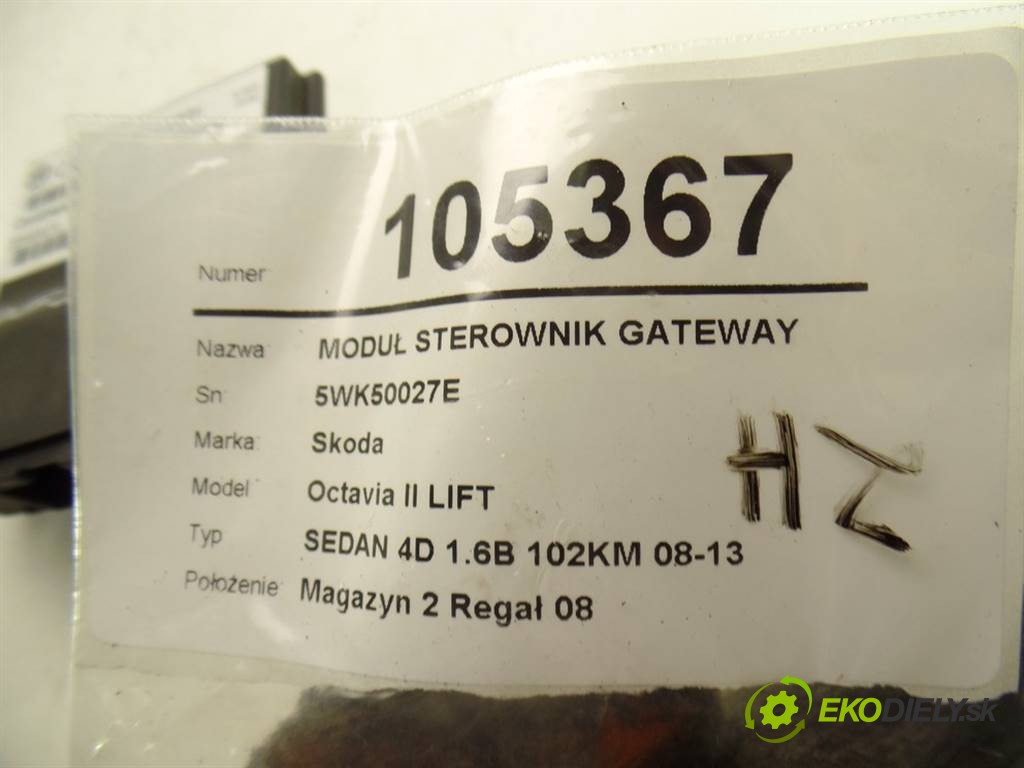 Numer 105367
Nazwa: MODUŁ STEROWNIK GATEWAY
Sn: 5WK50027E
Marka: Skoda
Model: Octavia II LIFT
Typ: SEDAN 4D 1.6B 102KM 08-13
Położenie: Magazyn 2 Regał 08
HZ
EKODIELY.sk